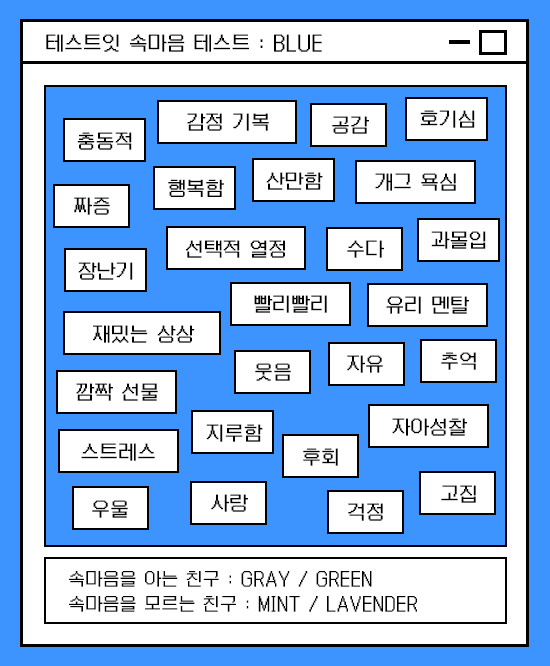 테스트잇 속마음 테스트 : BLUE
충동적
감정 기복
공감
호기심
짜증
행복함
산만함
개그 욕심
장난기
선택적 열정
수다
과몰입
재밌는 상상
빨리빨리
유리 멘탈
깜짝 선물
웃음
자유
추억
스트레스
지루함
후회
자아성찰
우물
사랑
걱정
고집
속마음을 아는 친구 : GRAY / GREEN
속마음을 모르는 친구 : MINT / LAVENDER